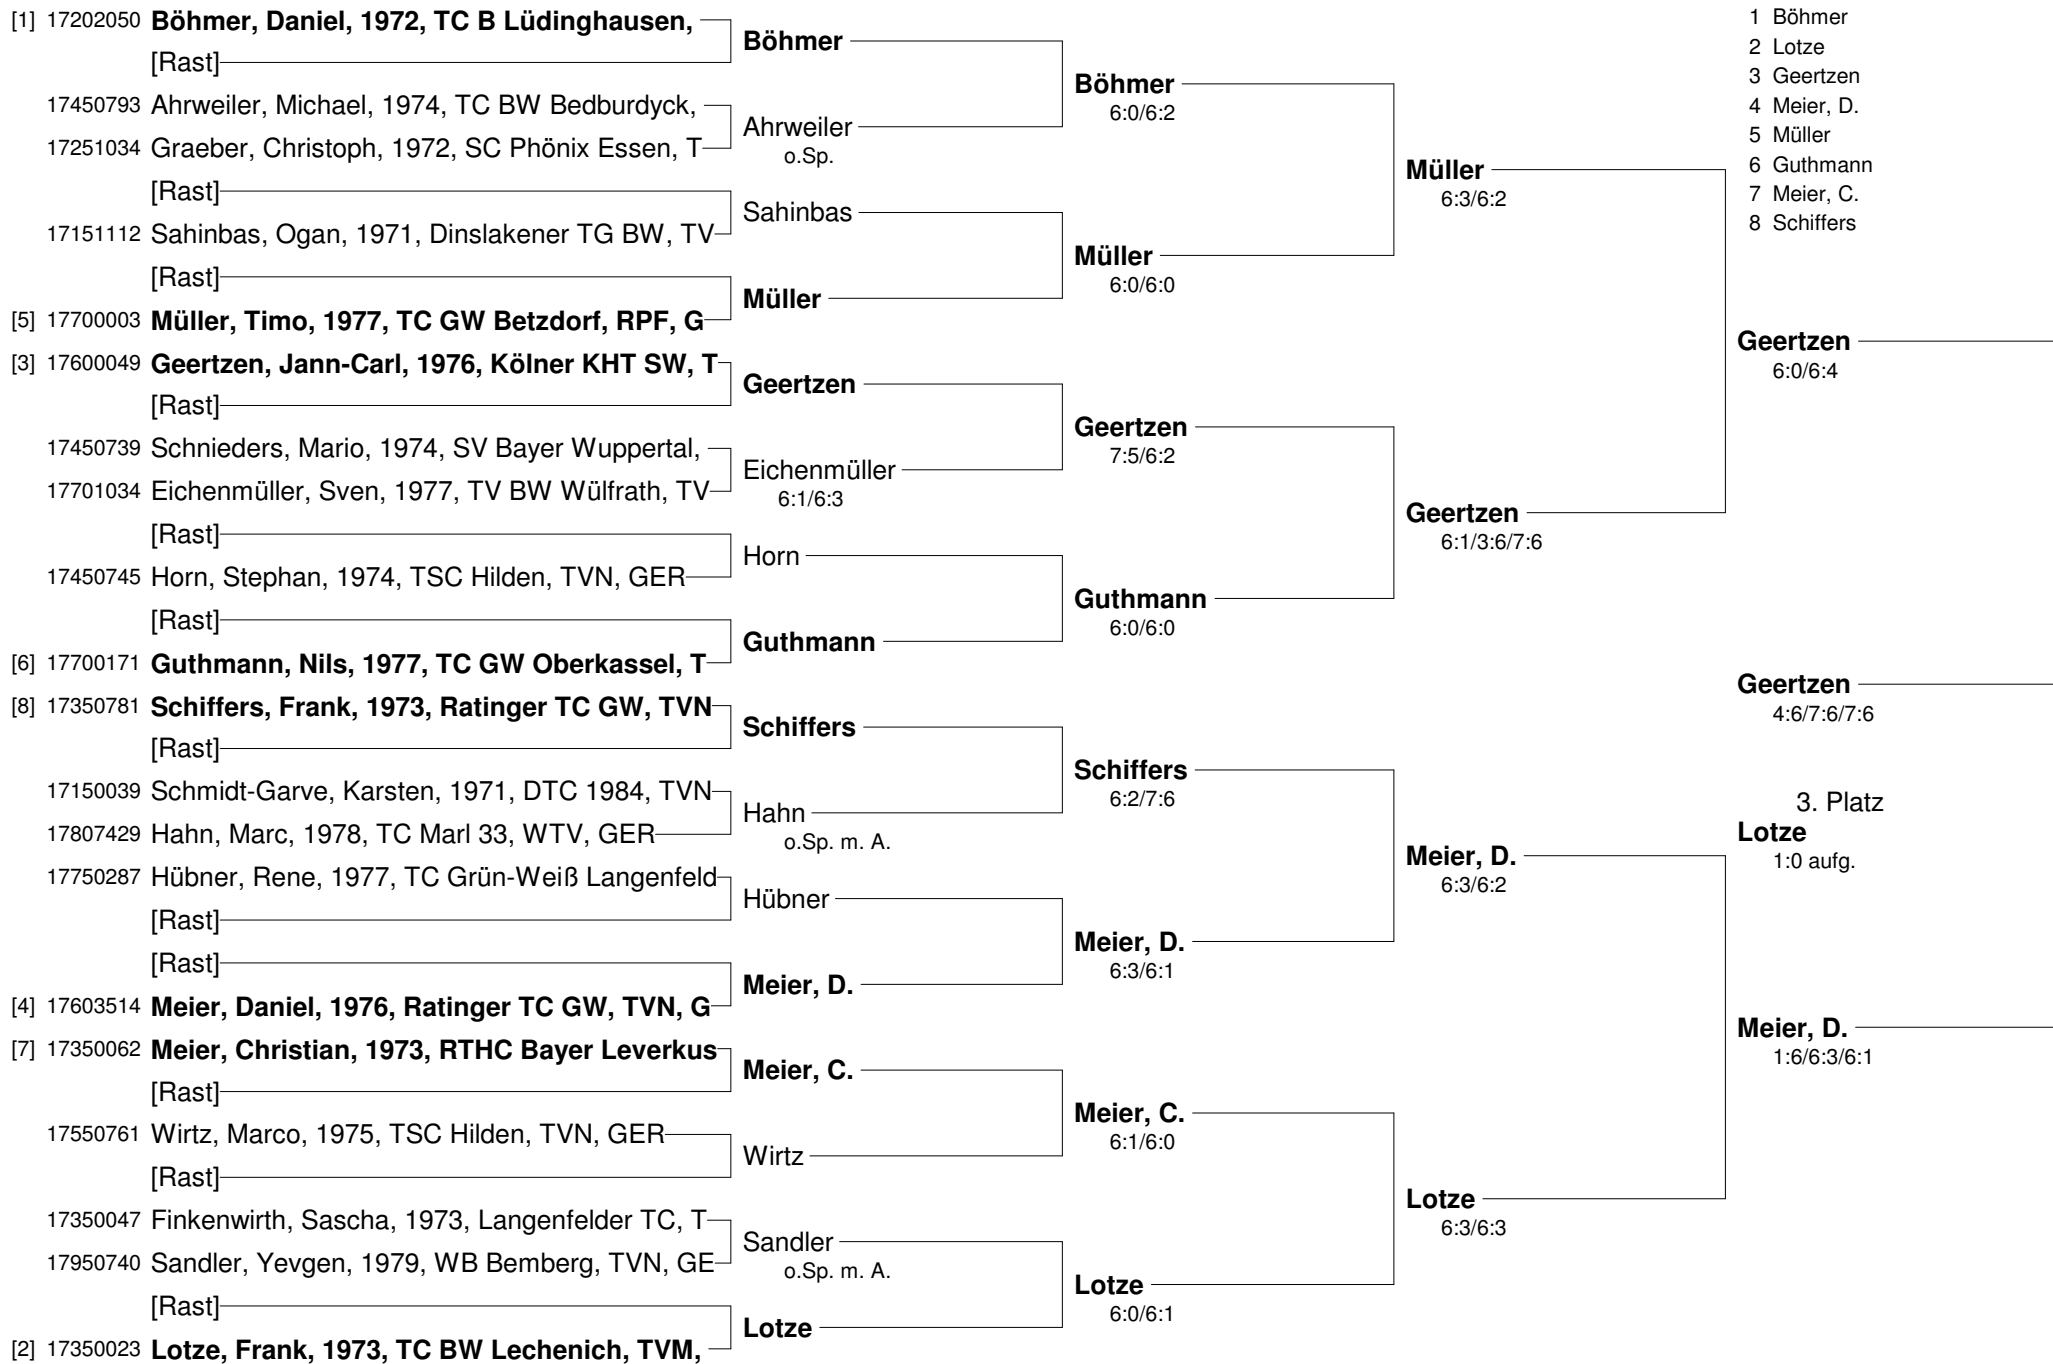 [1] 17202050 Böhmer, Daniel, 1972, TC B Lüdinghausen,
[Rast]
17450793 Ahrweiler, Michael, 1974, TC BW Bedburdyck,
17251034 Graeber, Christoph, 1972, SC Phönix Essen, T
[Rast]
17151112 Sahinbas, Ogan, 1971, Dinslakener TG BW, TV
[Rast]
[5] 17700003 Müller, Timo, 1977, TC GW Betzdorf, RPF, G
[3] 17600049 Geertzen, Jann-Carl, 1976, Kölner KHT SW, T
[Rast]
17450739 Schnieders, Mario, 1974, SV Bayer Wuppertal,
17701034 Eichenmüller, Sven, 1977, TV BW Wülfrath, TV
[Rast]
17450745 Horn, Stephan, 1974, TSC Hilden, TVN, GER
[Rast]
[6] 17700171 Guthmann, Nils, 1977, TC GW Oberkassel, T
[8] 17350781 Schiffers, Frank, 1973, Ratinger TC GW, TVN
[Rast]
17150039 Schmidt-Garve, Karsten, 1971, DTC 1984, TVN
17807429 Hahn, Marc, 1978, TC Marl 33, WTV, GER
17750287 Hübner, Rene, 1977, TC Grün-Weiß Langenfeld
[Rast]
[Rast]
[4] 17603514 Meier, Daniel, 1976, Ratinger TC GW, TVN, G
[7] 17350062 Meier, Christian, 1973, RTHC Bayer Leverkus
[Rast]
17550761 Wirtz, Marco, 1975, TSC Hilden, TVN, GER
[Rast]
17350047 Finkenwirth, Sascha, 1973, Langenfelder TC, T
17950740 Sandler, Yevgen, 1979, WB Bemberg, TVN, GE
[Rast]
[2] 17350023 Lotze, Frank, 1973, TC BW Lechenich, TVM,
Böhmer
Ahrweiler
o.Sp.
Sahinbas
Müller
Geertzen
Eichenmüller
6:1/6:3
Horn
Guthmann
Schiffers
Hahn
o.Sp. m. A.
Hübner
Meier, D.
Meier, C.
Wirtz
Sandler
o.Sp. m. A.
Lotze
Böhmer
6:0/6:2
Müller
6:0/6:0
Geertzen
7:5/6:2
Guthmann
6:0/6:0
Schiffers
6:2/7:6
Meier, D.
6:3/6:1
Meier, C.
6:1/6:0
Lotze
6:0/6:1
Müller
6:3/6:2
Geertzen
6:1/3:6/7:6
Meier, D.
6:3/6:2
Lotze
6:3/6:3
1 Böhmer
2 Lotze
3 Geertzen
4 Meier, D.
5 Müller
6 Guthmann
7 Meier, C.
8 Schiffers
Geertzen
6:0/6:4
Geertzen
4:6/7:6/7:6
3. Platz
Lotze
1:0 aufg.
Meier, D.
1:6/6:3/6:1